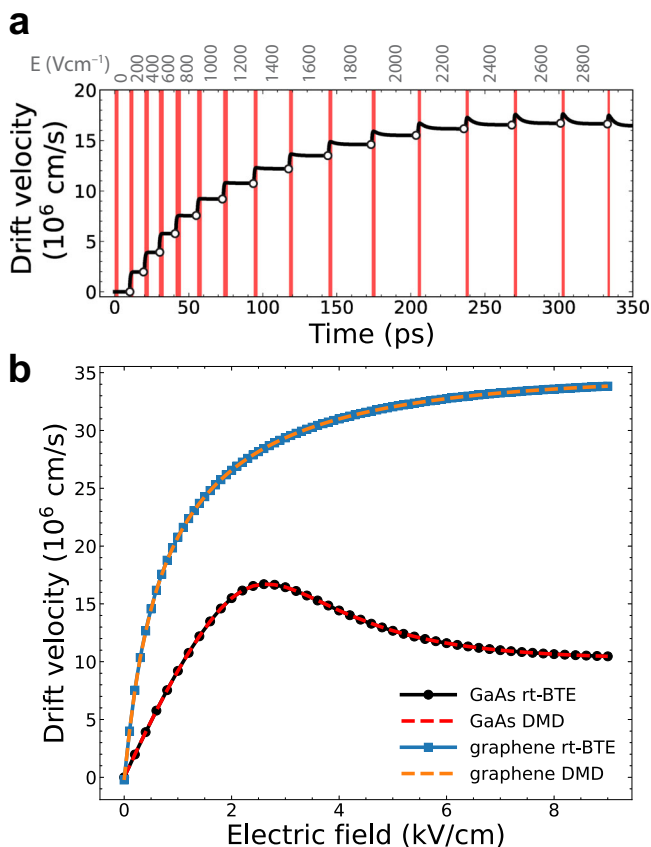 a
E (Vcm⁻¹)
0 200 400 600 800 1000 1200 1400 1600 1800 2000 2200 2400 2600 2800
Drift velocity
(10⁶ cm/s)
20
15
10
5
0
0 50 100 150 200 250 300 350
Time (ps)
b
Drift velocity (10⁶ cm/s)
35
30
25
20
15
10
5
0
GaAs rt-BTE
GaAs DMD
graphene rt-BTE
graphene DMD
0 2 4 6 8
Electric field (kV/cm)